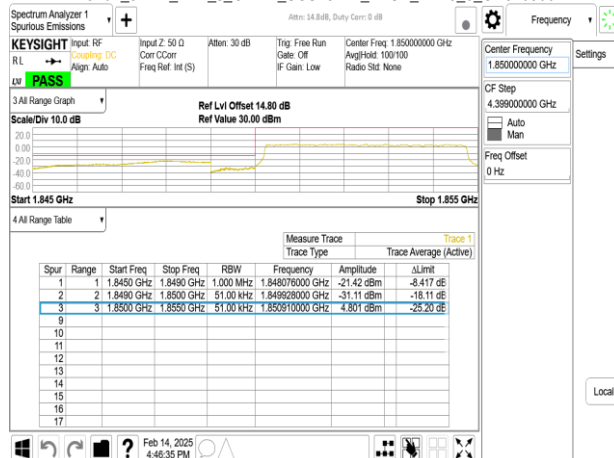 Spectrum Analyzer 1
Spurious Emissions
+
Attn: 14.8dB, Duty Corr: 0 dB
Frequency
Settings
KEYSIGHT
RL
PASS
Input: RF
Coupling: DC
Align: Auto
Input Z: 50 Ω
Corr CCorr
Freq Ref: Int (S)
Atten: 30 dB
Trig: Free Run
Gate: Off
IF Gain: Low
Center Freq: 1.850000000 GHz
Avg|Hold: 100/100
Radio Std: None
Center Frequency
1.850000000 GHz
CF Step
4.399000000 GHz
Auto
Man
Freq Offset
0 Hz
3 All Range Graph
Scale/Div 10.0 dB
Ref Lvl Offset 14.80 dB
Ref Value 30.00 dBm
20.0
0.00
-20.0
-40.0
-60.0
Start 1.845 GHz
Stop 1.855 GHz
4 All Range Table
Measure Trace Trace 1
Trace Type Trace Average (Active)
Spur Range Start Freq Stop Freq RBW Frequency Amplitude ΔLimit
1 1 1.8450 GHz 1.8490 GHz 1.000 MHz 1.848076000 GHz -21.42 dBm -8.417 dB
2 2 1.8490 GHz 1.8500 GHz 51.00 kHz 1.849928000 GHz -31.11 dBm -18.11 dB
3 3 1.8500 GHz 1.8550 GHz 51.00 kHz 1.850910000 GHz 4.801 dBm -25.20 dB
9
10
11
12
13
14
15
16
17
Local
?
Feb 14, 2025
4:46:35 PM